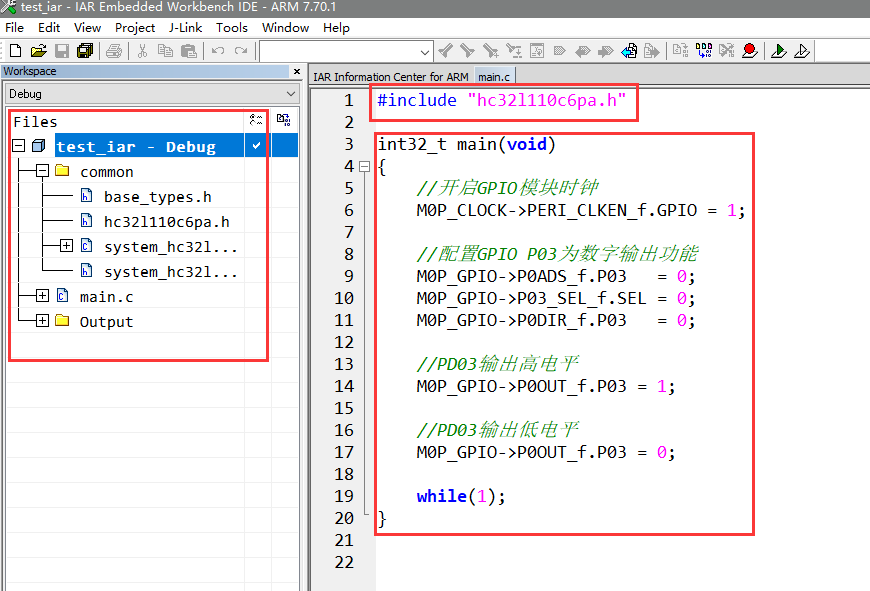 test_iar - IAR Embedded Workbench IDE - ARM 7.70.1
File Edit View Project J-Link Tools Window Help
Workspace
Debug
Files
test_iar - Debug
common
base_types.h
hc32l110c6pa.h
system_hc32l...
system_hc32l...
main.c
Output
IAR Information Center for ARM main.c
1 #include "hc32l110c6pa.h"
2
3 int32_t main(void)
4 {
5 //开启GPIO模块时钟
6 M0P_CLOCK->PERI_CLKEN_f.GPIO = 1;
7
8 //配置GPIO P03为数字输出功能
9 M0P_GPIO->P0ADS_f.P03 = 0;
10 M0P_GPIO->P03_SEL_f.SEL = 0;
11 M0P_GPIO->P0DIR_f.P03 = 0;
12
13 //PD03输出高电平
14 M0P_GPIO->P0OUT_f.P03 = 1;
15
16 //PD03输出低电平
17 M0P_GPIO->P0OUT_f.P03 = 0;
18
19 while(1);
20 }
21
22